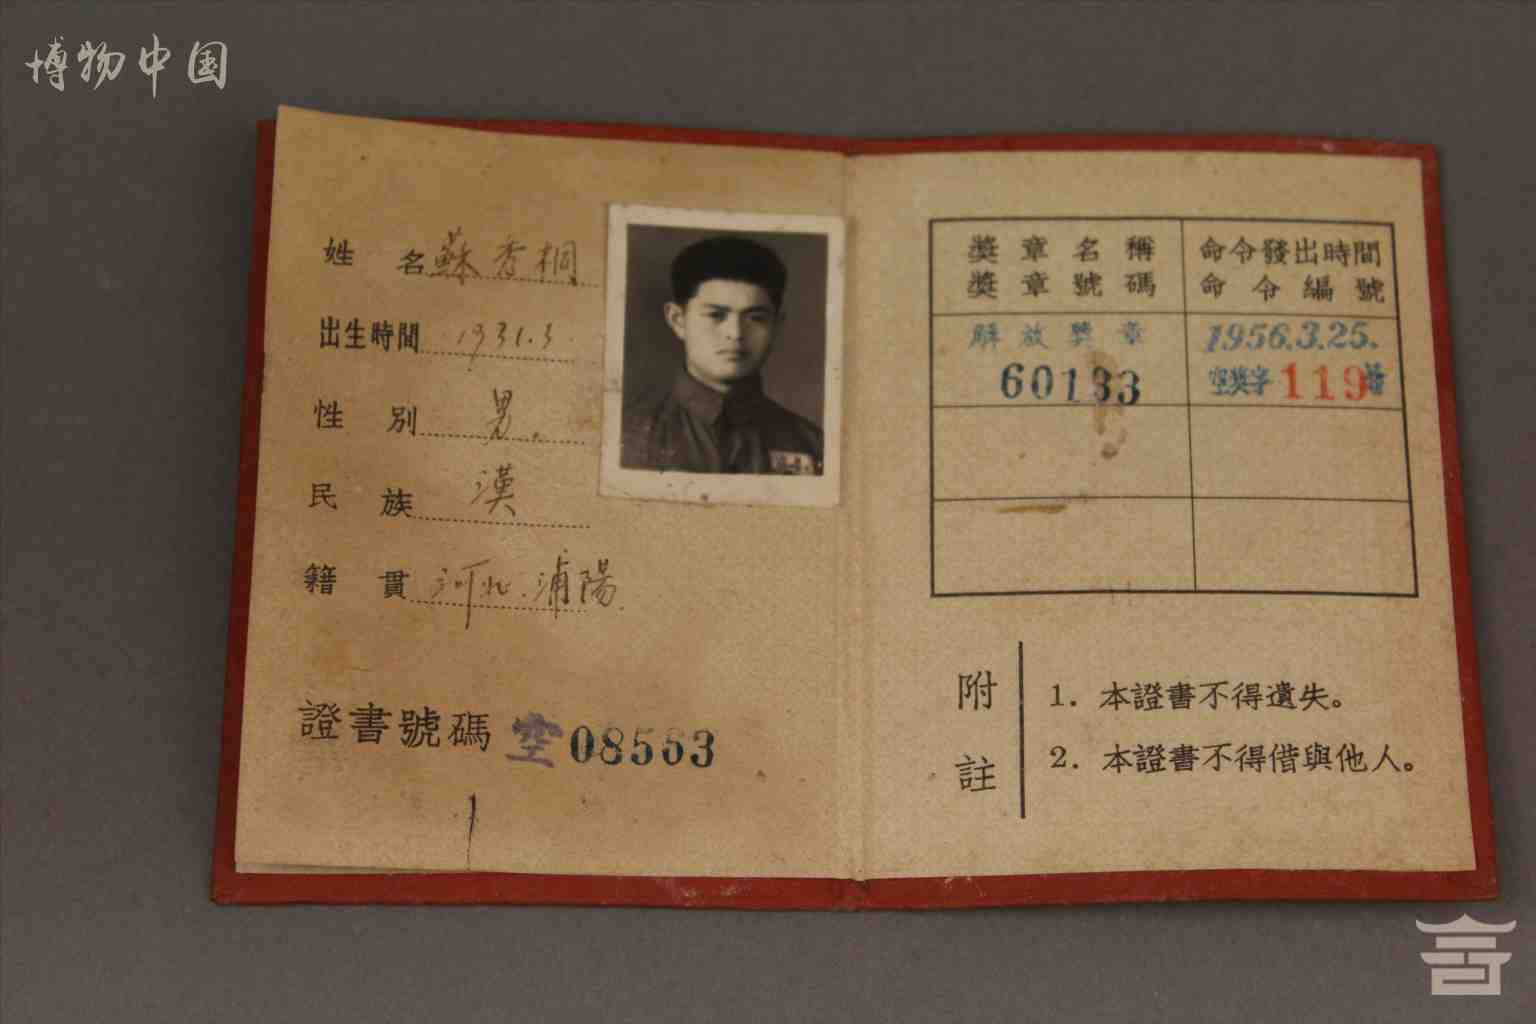 博物中国
姓 名 蘇香桐
出生時間 1931.3.
性 別 男.
民 族 漢
籍 貫 河北.浦陽
證書號碼 空08563
獎章名稱
獎章號碼
命令發出時間
命令編號
解放獎章
60183
1956.3.25.
空獎字119號
附註
1. 本證書不得遺失。
2. 本證書不得借與他人。